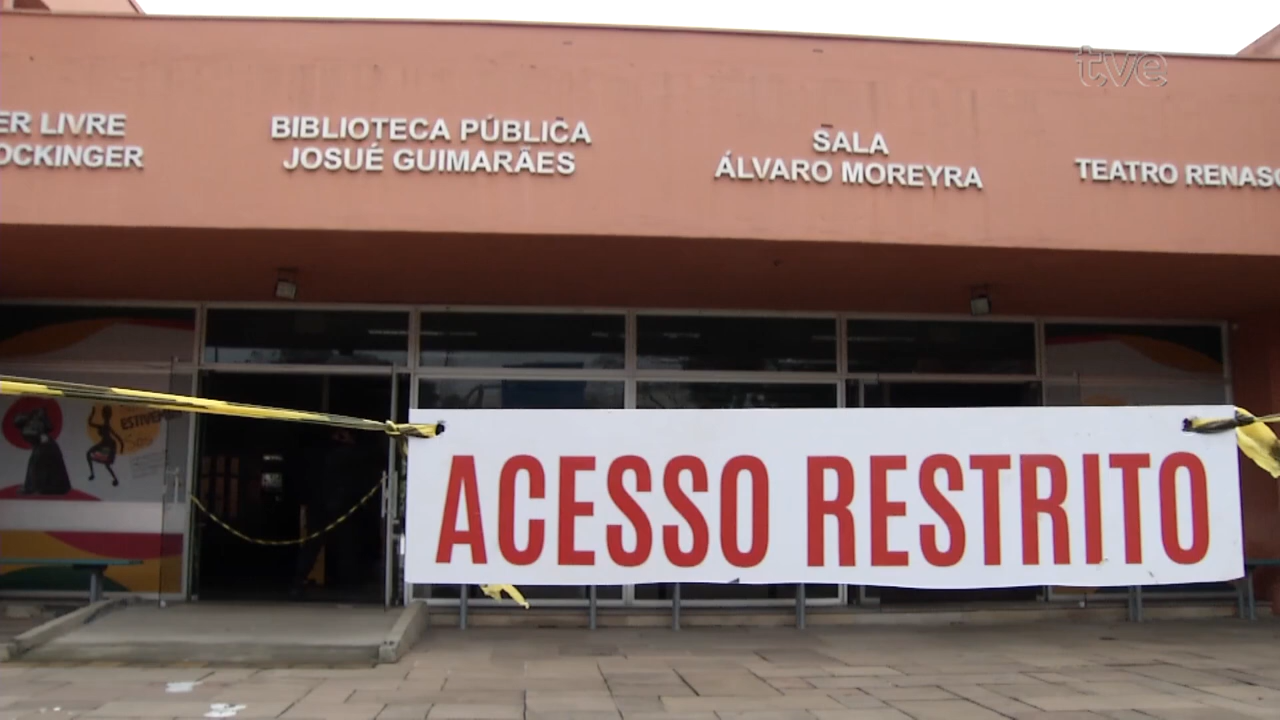 tve
ER LIVRE
OCKINGER
BIBLIOTECA PÚBLICA
JOSUÉ GUIMARÃES
SALA
ÁLVARO MOREYRA
TEATRO RENASC
ACESSO RESTRITO